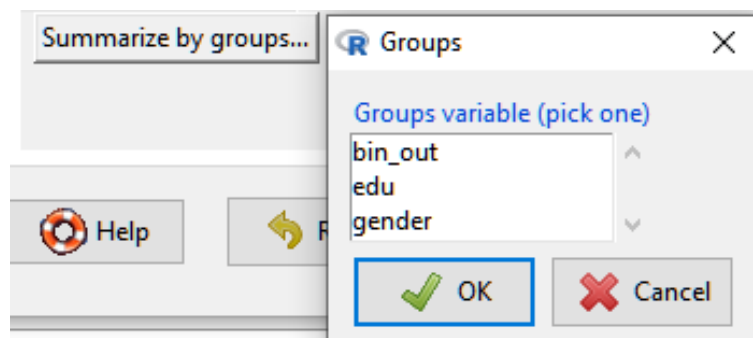 Summarize by groups...
Groups
Groups variable (pick one)
bin_out
edu
gender
Help
R
OK
Cancel